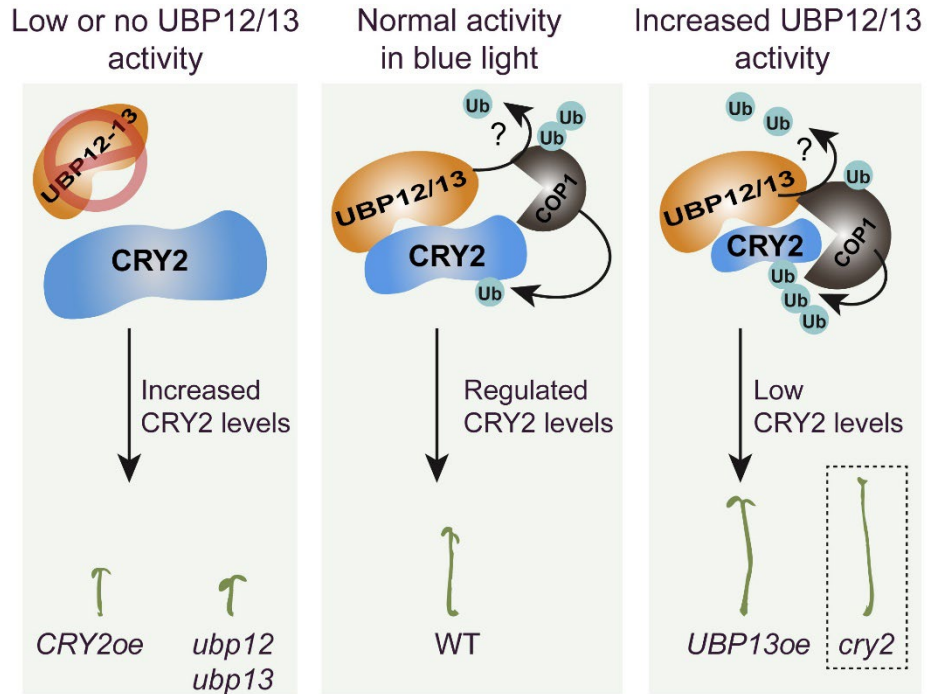 Low or no UBP12/13
activity
UBP12-13
CRY2
Increased
CRY2 levels
CRY2oe
ubp12
ubp13
Normal activity
in blue light
Ub
?
Ub
Ub
UBP12/13
COP1
CRY2
Ub
Regulated
CRY2 levels
WT
Increased UBP12/13
activity
Ub
Ub
?
Ub
UBP12/13
COP1
CRY2
Ub
Ub
Ub
Low
CRY2 levels
UBP13oe
cry2